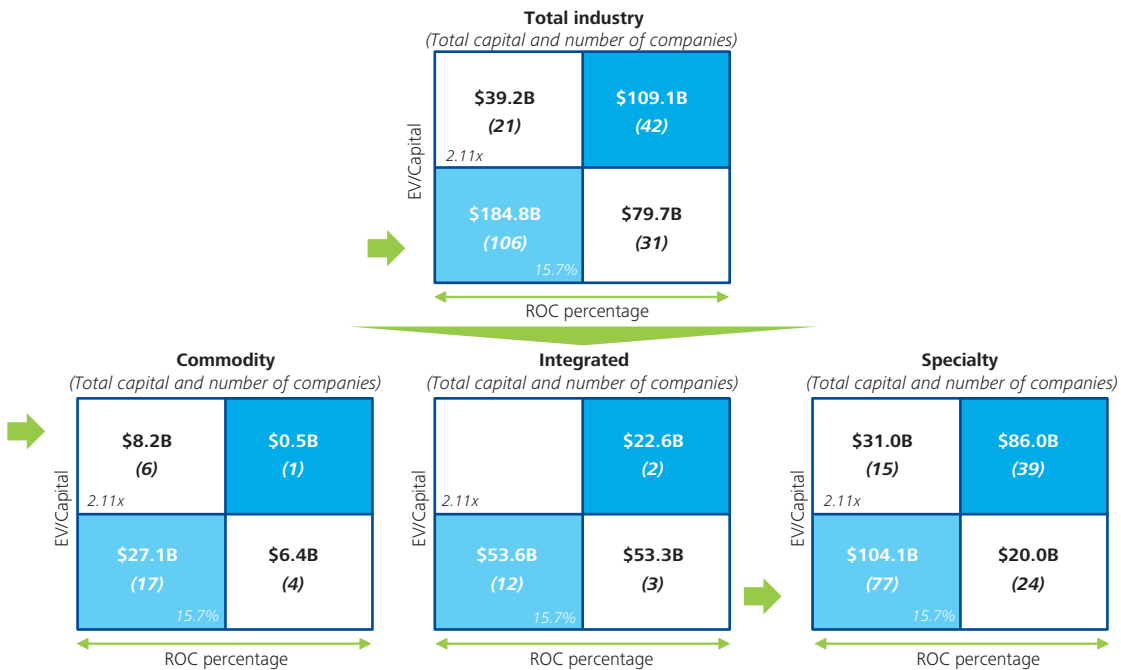 Total industry
(Total capital and number of companies)
EV/Capital
$39.2B
(21)
2.11x
$109.1B
(42)
$184.8B
(106)
15.7%
$79.7B
(31)
ROC percentage
Commodity
(Total capital and number of companies)
EV/Capital
$8.2B
(6)
2.11x
$0.5B
(1)
$27.1B
(17)
15.7%
$6.4B
(4)
ROC percentage
Integrated
(Total capital and number of companies)
EV/Capital
2.11x
$22.6B
(2)
$53.6B
(12)
15.7%
$53.3B
(3)
ROC percentage
Specialty
(Total capital and number of companies)
EV/Capital
$31.0B
(15)
2.11x
$86.0B
(39)
$104.1B
(77)
15.7%
$20.0B
(24)
ROC percentage